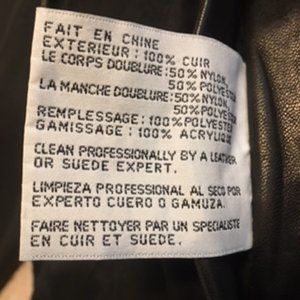 FAIT EN CHINE
EXTERIEUR: 100% CUIR
LE CORPS DOUBLURE: 50% NYLON,
50% POLYESTER
LA MANCHE DOUBLURE: 50% NYLON,
50% POLYESTER
REMPLESSAGE: 100% POLYESTER
GAMISSAGE: 100% ACRYLIQUE
CLEAN PROFESSIONALLY BY A LEATHER
OR SUEDE EXPERT.
LIMPIEZA PROFESIONAL AL SECO POR
EXPERTO CUERO O GAMUZA.
FAIRE NETTOYER PAR UN SPECIALISTE
EN CUIR ET SUEDE.